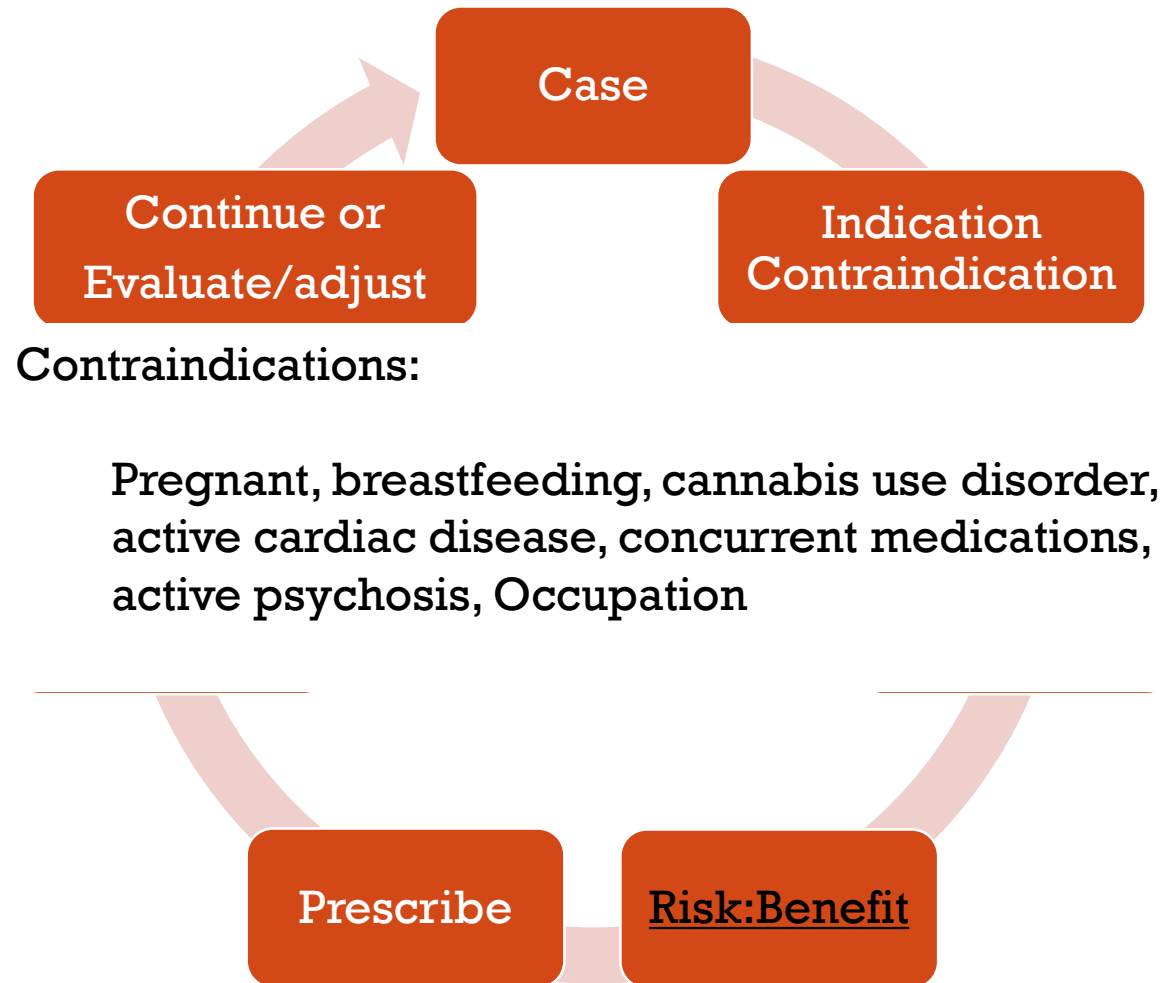 Case
Continue or
Evaluate/adjust
Indication
Contraindication
Contraindications:
Pregnant, breastfeeding, cannabis use disorder,
active cardiac disease, concurrent medications,
active psychosis, Occupation
Prescribe
Risk:Benefit